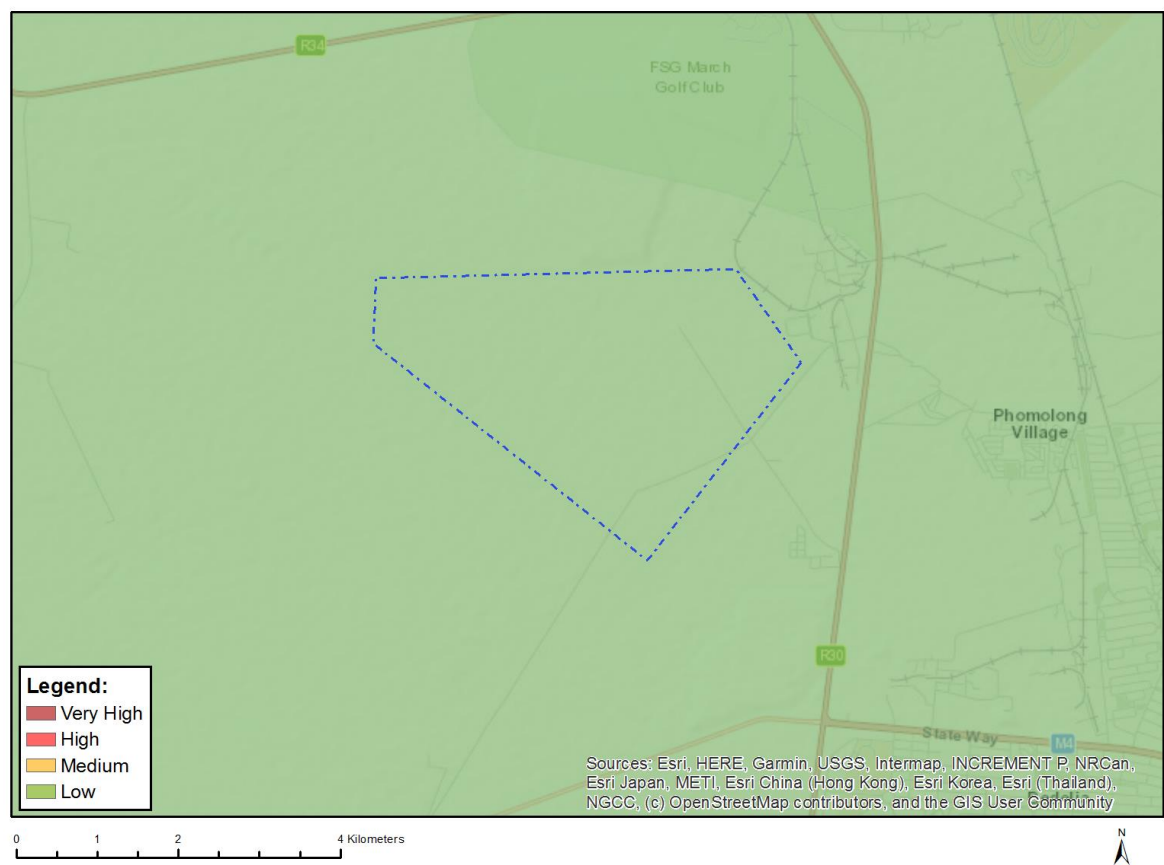 R34
FSG March
Golf Club
Phomolong
Village
R30
State Way
M4
Legend:
Very High
High
Medium
Low
Sources: Esri, HERE, Garmin, USGS, Intermap, INCREMENT P, NRCan,
Esri Japan, METI, Esri China (Hong Kong), Esri Korea, Esri (Thailand),
NGCC, (c) OpenStreetMap contributors, and the GIS User Community
0 1 2 4 Kilometers
N